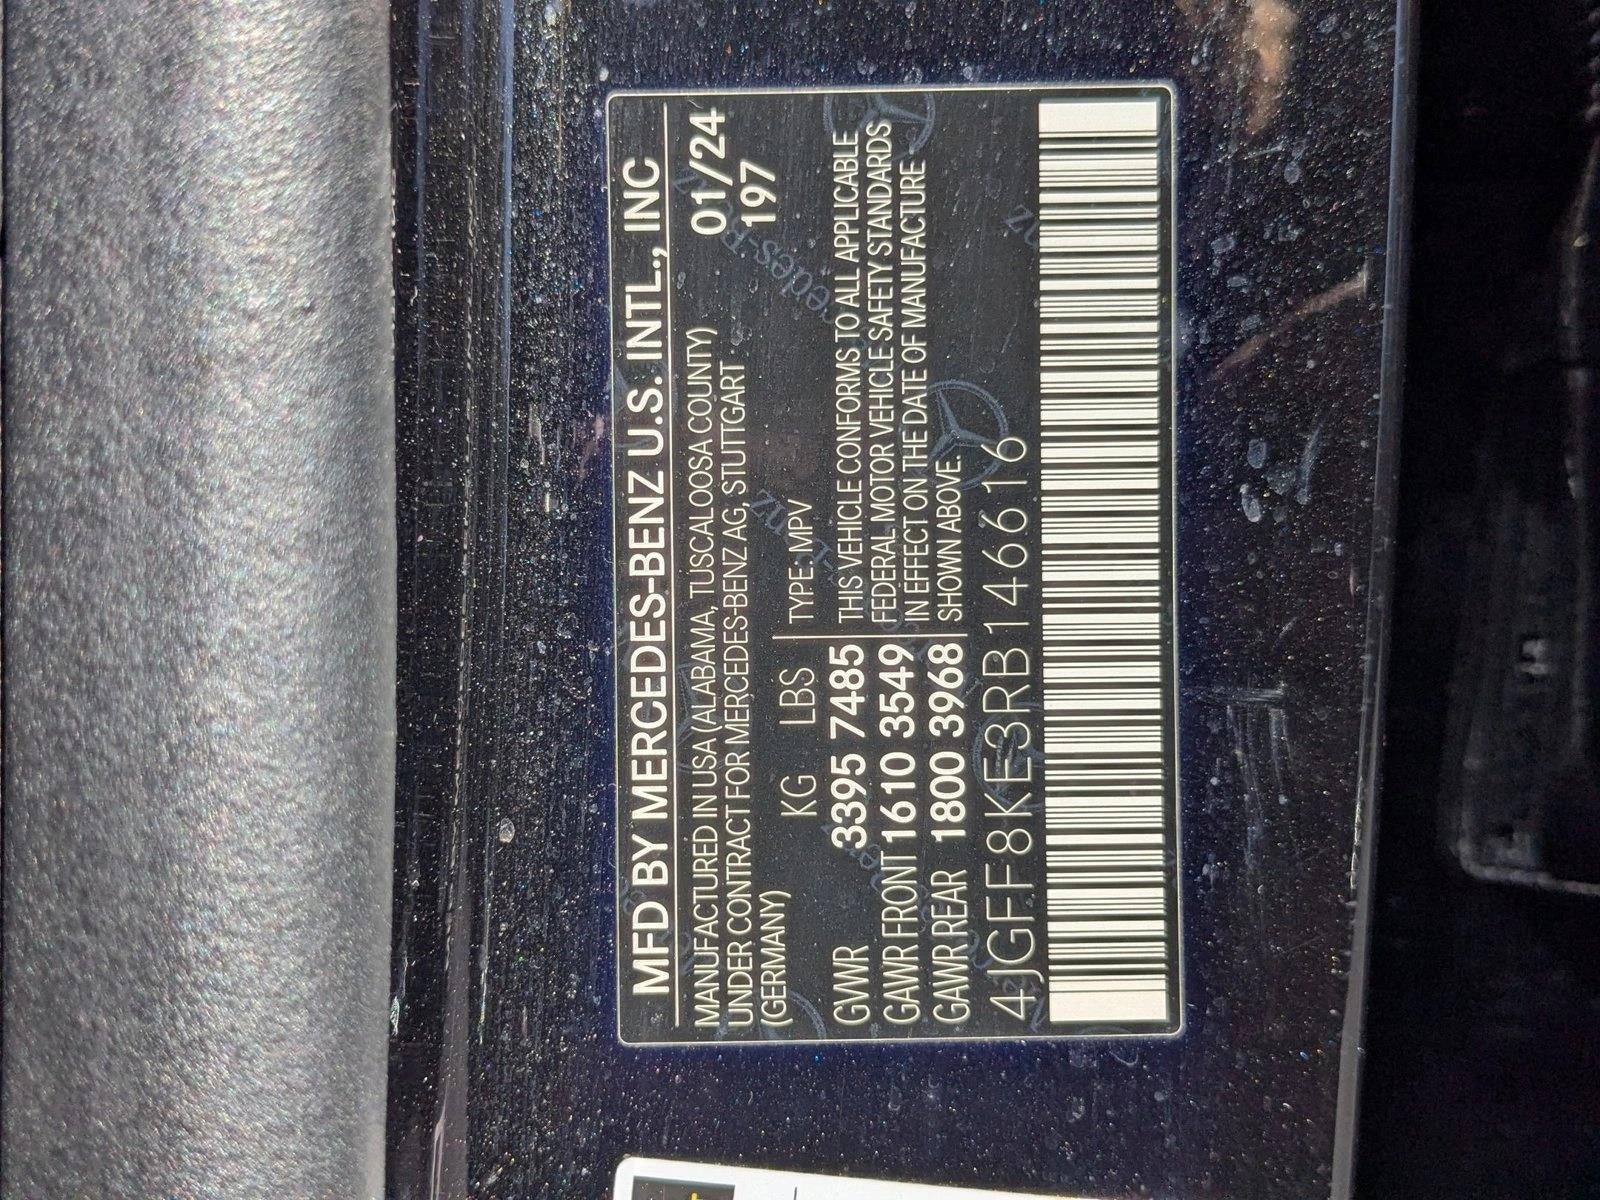 MFD BY MERCEDES-BENZ U.S. INTL., INC
MANUFACTURED IN USA (ALABAMA, TUSCALOOSA COUNTY) 01/24
UNDER CONTRACT FOR MERCEDES-BENZ AG, STUTTGART 197
(GERMANY)
KG LBS TYPE: MPV
GVWR 3395 7485
GAWR FRONT 1610 3549
GAWR REAR 1800 3968
THIS VEHICLE CONFORMS TO ALL APPLICABLE
FEDERAL MOTOR VEHICLE SAFETY STANDARDS
IN EFFECT ON THE DATE OF MANUFACTURE
SHOWN ABOVE.
4JGFF8KE3RB146616